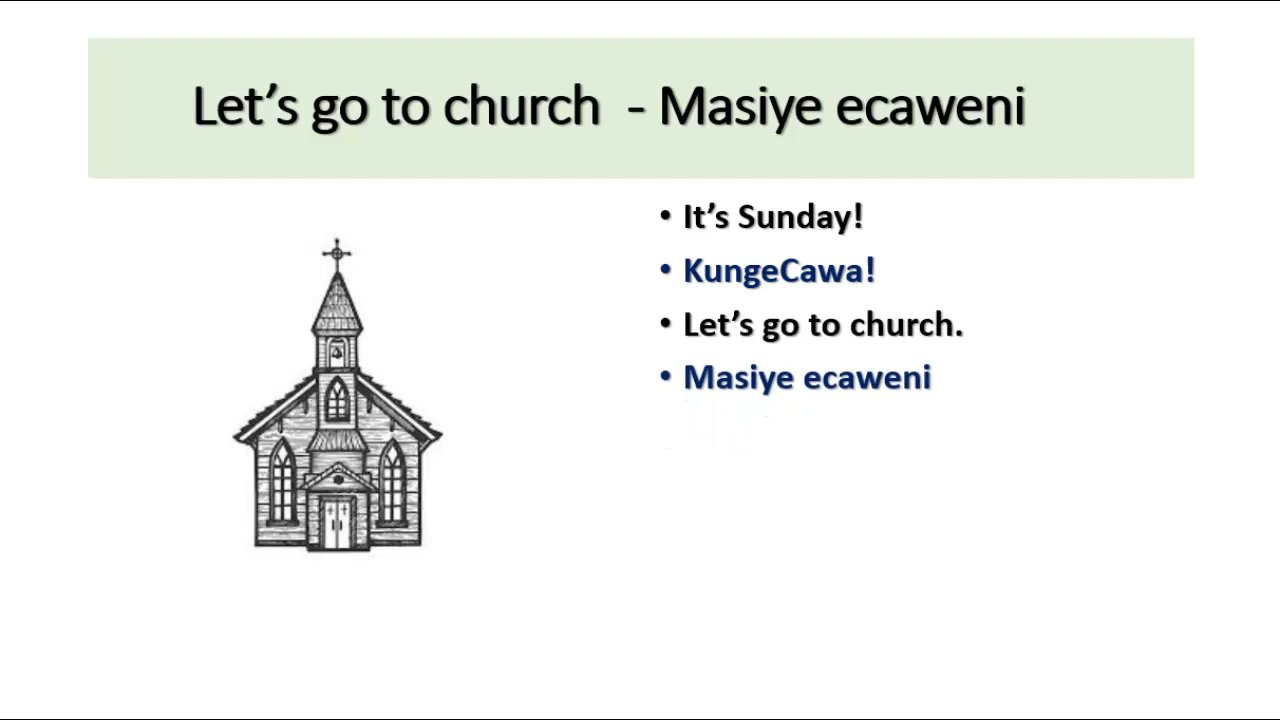 Let’s go to church - Masiye ecaweni
• It’s Sunday!
• KungeCawa!
• Let’s go to church.
• Masiye ecaweni